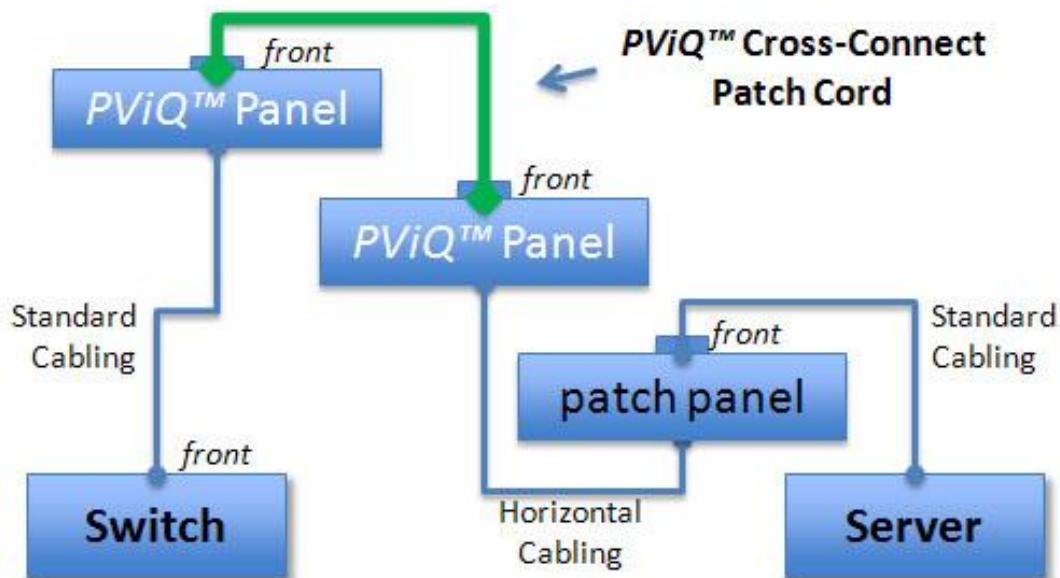 front
PViQ™ Cross-Connect
Patch Cord
PViQ™ Panel
front
PViQ™ Panel
Standard
Cabling
front
Standard
Cabling
patch panel
front
Switch
Horizontal
Cabling
Server